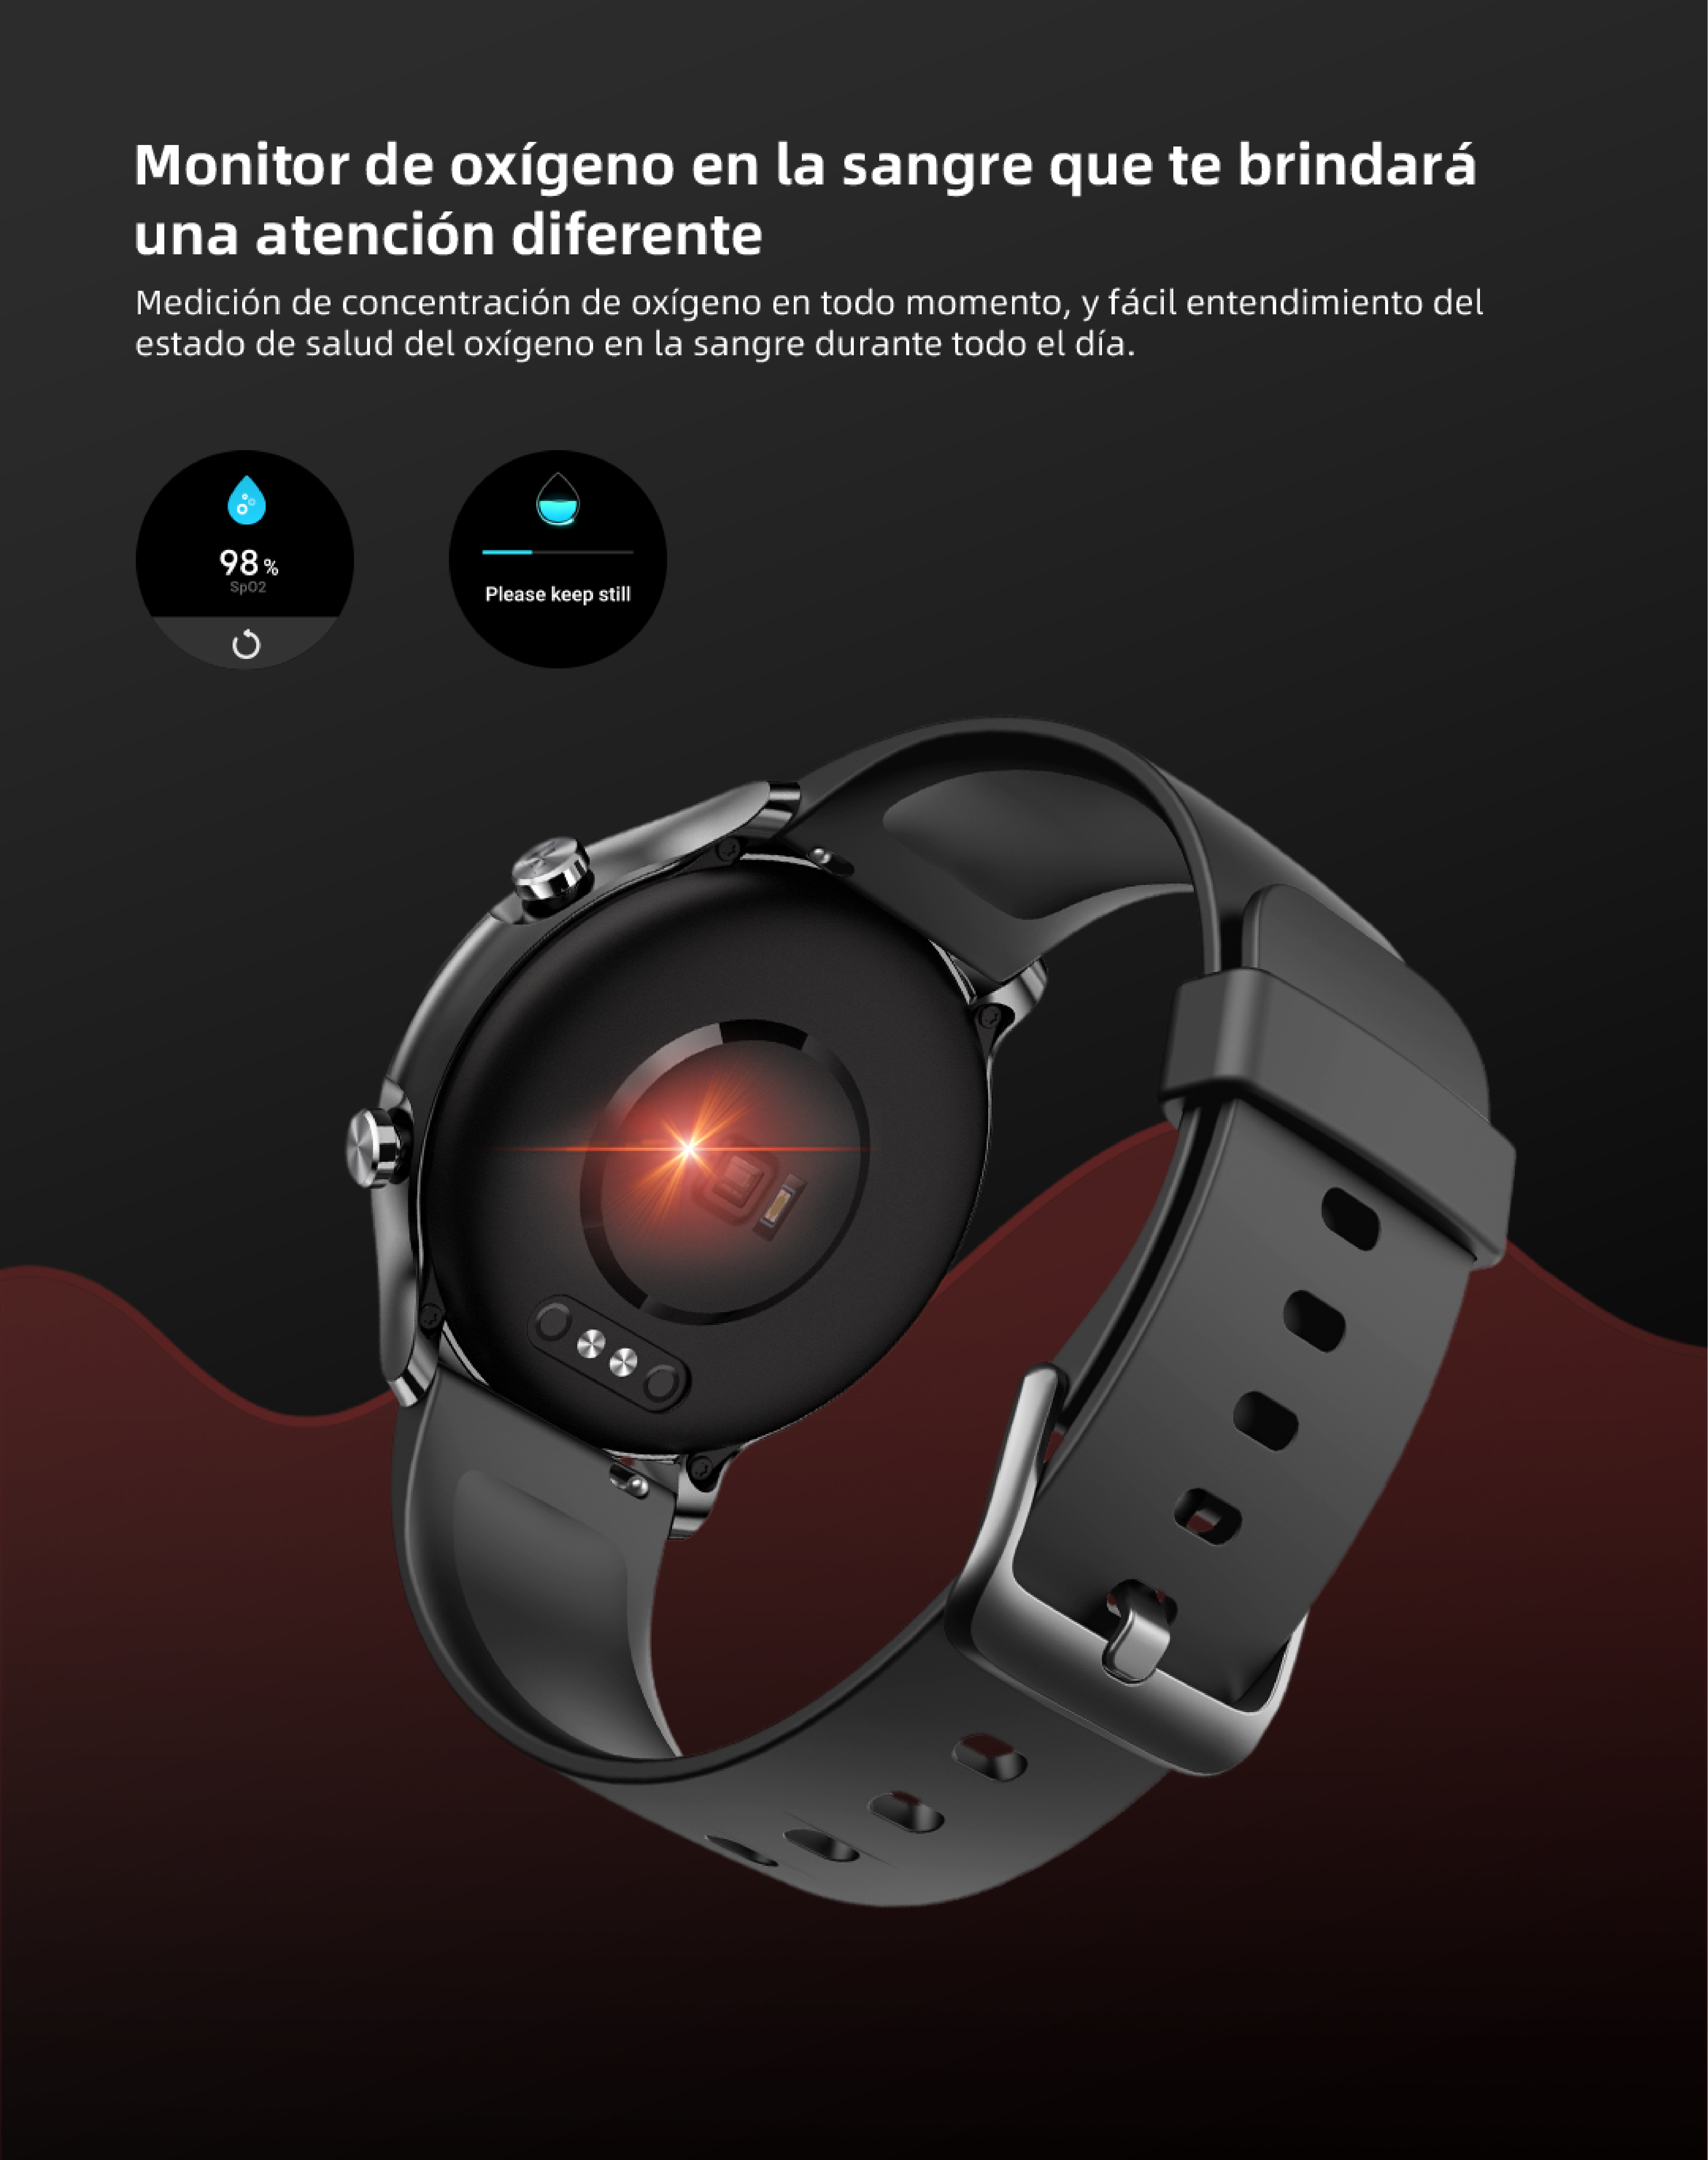 Monitor de oxígeno en la sangre que te brindará
una atención diferente
Medición de concentración de oxígeno en todo momento, y fácil entendimiento del
estado de salud del oxígeno en la sangre durante todo el día.
98 %
SpO2
Please keep still